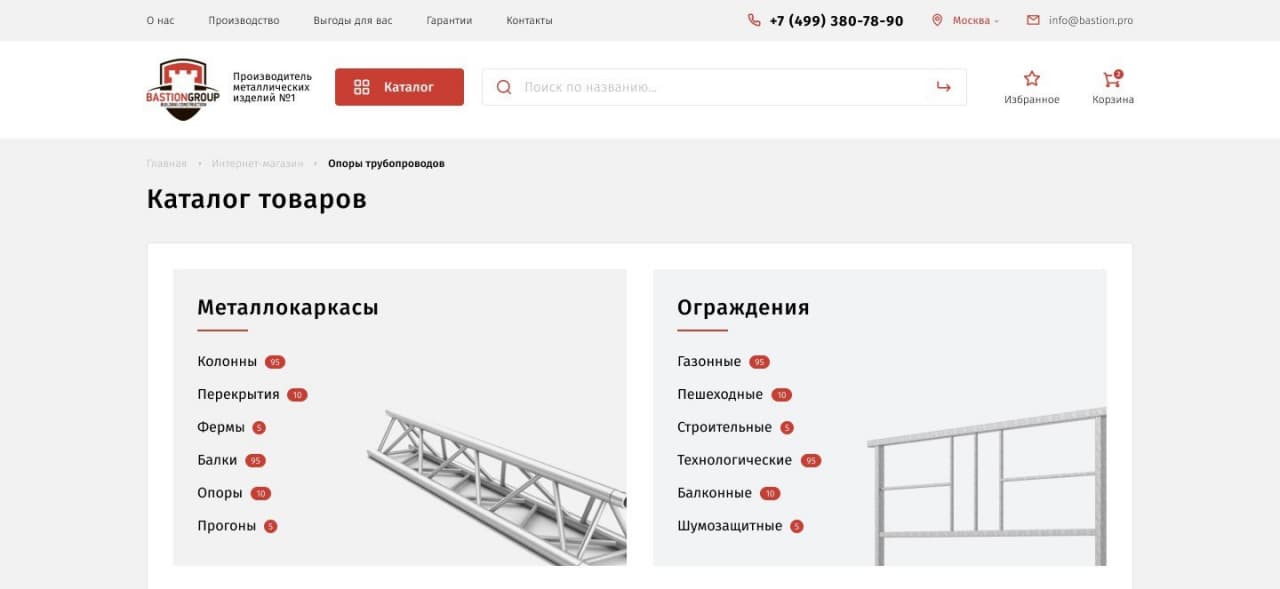 О нас Производство Выгоды для вас Гарантии Контакты +7 (499) 380-78-90 Москва info@bastion.pro
BASTIONGROUP
BUILDING CONSTRUCTION
Производитель
металлических
изделий №1
Каталог
Поиск по названию...
Избранное
2
Корзина
Главная • Интернет-магазин • Опоры трубопроводов
Каталог товаров
Металлокаркасы
Колонны 95
Перекрытия 10
Фермы 5
Балки 95
Опоры 10
Прогоны 5
Ограждения
Газонные 95
Пешеходные 10
Строительные 5
Технологические 95
Балконные 10
Шумозащитные 5